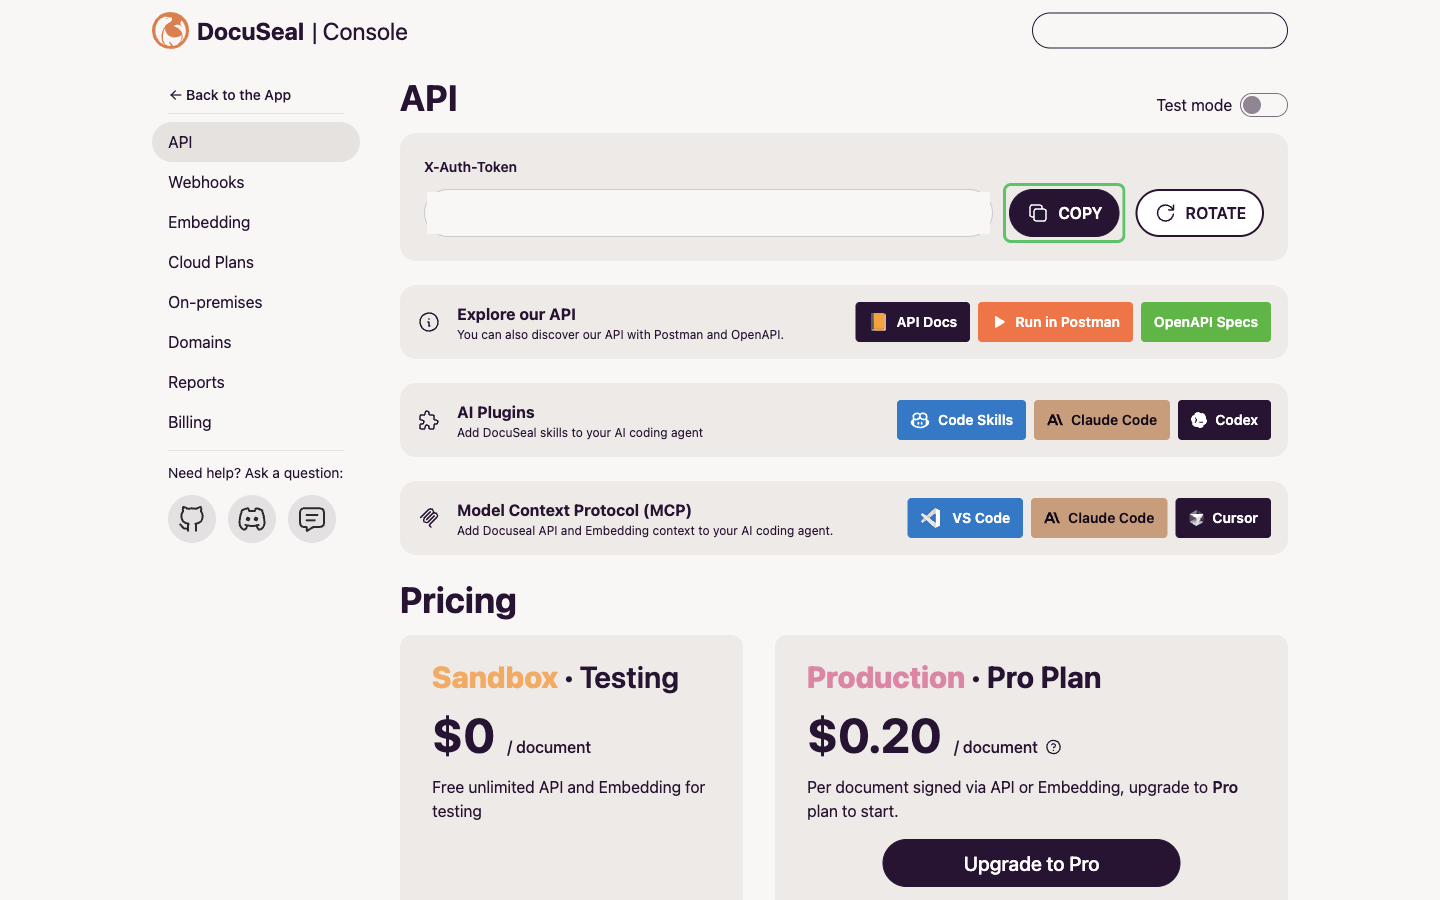 DocuSeal | Console
← Back to the App
API
Webhooks
Embedding
Cloud Plans
On-premises
Domains
Reports
Billing
Need help? Ask a question:
API
Test mode
X-Auth-Token
COPY
ROTATE
Explore our API
You can also discover our API with Postman and OpenAPI.
API Docs
Run in Postman
OpenAPI Specs
AI Plugins
Add DocuSeal skills to your AI coding agent
Code Skills
Claude Code
Codex
Model Context Protocol (MCP)
Add Docuseal API and Embedding context to your AI coding agent.
VS Code
Claude Code
Cursor
Pricing
Sandbox · Testing
$0 / document
Free unlimited API and Embedding for
testing
Production · Pro Plan
$0.20 / document
Per document signed via API or Embedding, upgrade to Pro
plan to start.
Upgrade to Pro